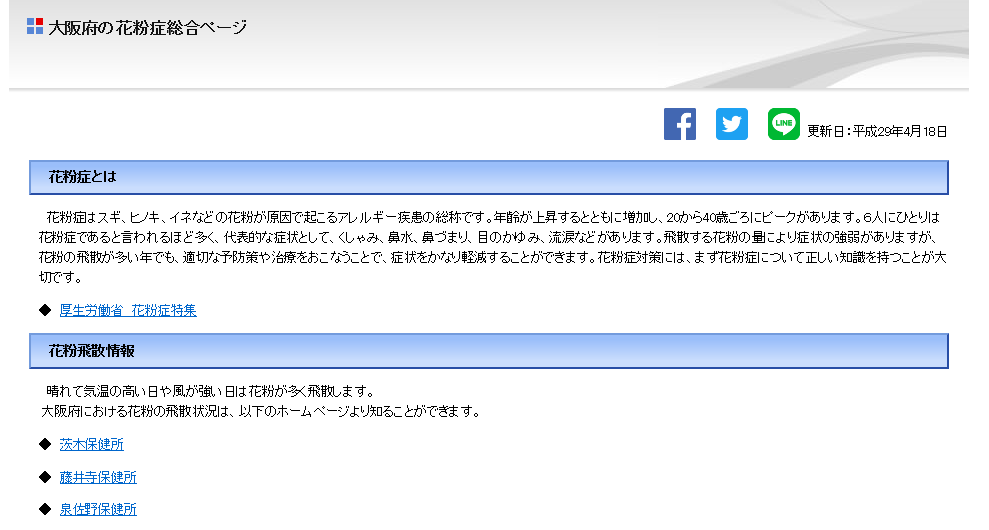 大阪府の花粉症総合ページ
LINE
更新日：平成29年4月18日
花粉症とは
花粉症はスギ、ヒノキ、イネなどの花粉が原因で起こるアレルギー疾患の総称です。年齢が上昇するとともに増加し、20から40歳ごろにピークがあります。6人にひとりは
花粉症であると言われるほど多く、代表的な症状として、くしゃみ、鼻水、鼻づまり、目のかゆみ、流涙などがあります。飛散する花粉の量により症状の強弱がありますが、
花粉の飛散が多い年でも、適切な予防策や治療をおこなうことで、症状をかなり軽減することができます。花粉症対策には、まず花粉症について正しい知識を持つことが大
切です。
◆ 厚生労働省　花粉症特集
花粉飛散情報
晴れて気温の高い日や風が強い日は花粉が多く飛散します。
大阪府における花粉の飛散状況は、以下のホームページより知ることができます。
◆ 茨木保健所
◆ 藤井寺保健所
◆ 泉佐野保健所